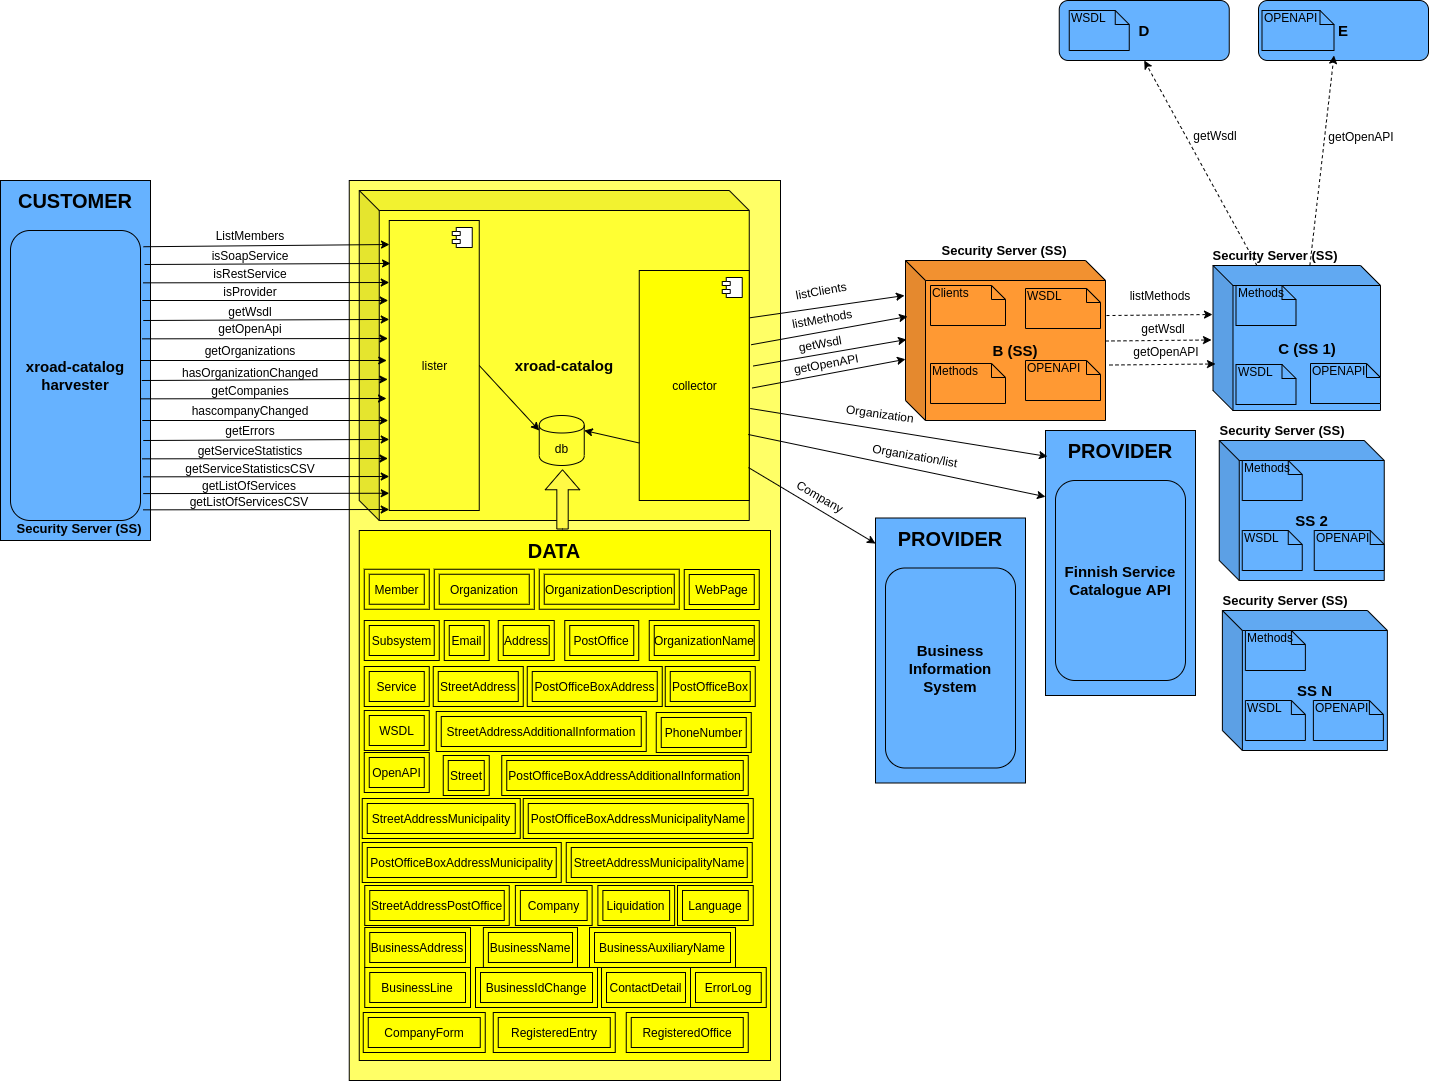 WSDL
D
OPENAPI
E
getWsdl
getOpenAPI
CUSTOMER
xroad-catalog
harvester
Security Server (SS)
ListMembers
isSoapService
isRestService
isProvider
getWsdl
getOpenApi
getOrganizations
hasOrganizationChanged
getCompanies
hascompanyChanged
getErrors
getServiceStatistics
getServiceStatisticsCSV
getListOfServices
getListOfServicesCSV
lister
xroad-catalog
collector
db
listClients
listMethods
getWsdl
getOpenAPI
Organization
Organization/list
Company
Security Server (SS)
Clients
WSDL
B (SS)
Methods
OPENAPI
listMethods
getWsdl
getOpenAPI
Security Server (SS)
Methods
C (SS 1)
WSDL
OPENAPI
Security Server (SS)
Methods
SS 2
WSDL
OPENAPI
Security Server (SS)
Methods
SS N
WSDL
OPENAPI
PROVIDER
Finnish Service
Catalogue API
PROVIDER
Business
Information
System
DATA
Member
Organization
OrganizationDescription
WebPage
Subsystem
Email
Address
PostOffice
OrganizationName
Service
StreetAddress
PostOfficeBoxAddress
PostOfficeBox
WSDL
StreetAddressAdditionalInformation
PhoneNumber
OpenAPI
Street
PostOfficeBoxAddressAdditionalInformation
StreetAddressMunicipality
PostOfficeBoxAddressMunicipalityName
PostOfficeBoxAddressMunicipality
StreetAddressMunicipalityName
StreetAddressPostOffice
Company
Liquidation
Language
BusinessAddress
BusinessName
BusinessAuxiliaryName
BusinessLine
BusinessIdChange
ContactDetail
ErrorLog
CompanyForm
RegisteredEntry
RegisteredOffice